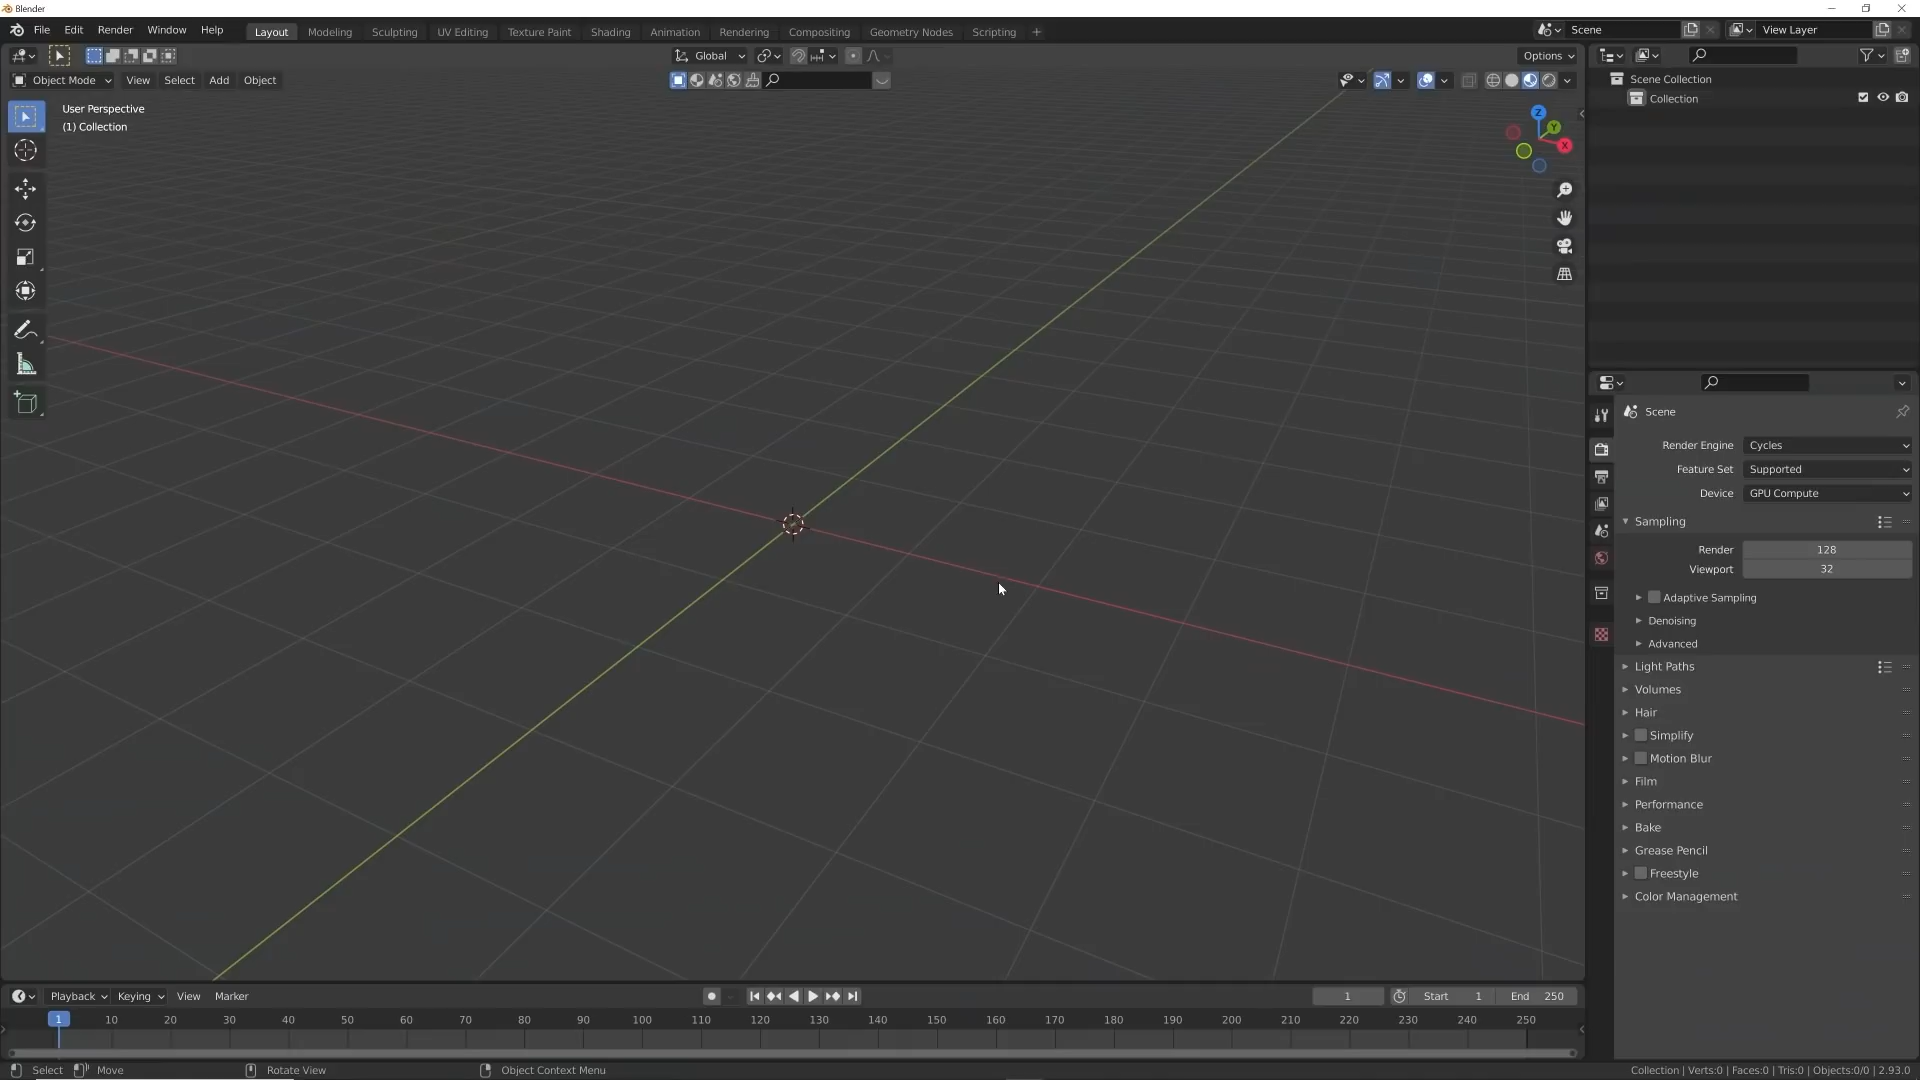 Blender
File Edit Render Window Help Layout Modeling Sculpting UV Editing Texture Paint Shading Animation Rendering Compositing Geometry Nodes Scripting + Scene View Layer
Global Options
Object Mode View Select Add Object
User Perspective
(1) Collection
Z
Y
X
Scene Collection
Collection
Scene
Render Engine Cycles
Feature Set Supported
Device GPU Compute
Sampling
Render 128
Viewport 32
Adaptive Sampling
Denoising
Advanced
Light Paths
Volumes
Hair
Simplify
Motion Blur
Film
Performance
Bake
Grease Pencil
Freestyle
Color Management
Playback Keying View Marker 1 Start 1 End 250
1 10 20 30 40 50 60 70 80 90 100 110 120 130 140 150 160 170 180 190 200 210 220 230 240 250
Select Move Rotate View Object Context Menu Collection | Verts:0 | Faces:0 | Tris:0 | Objects:0/0 | 2.93.0